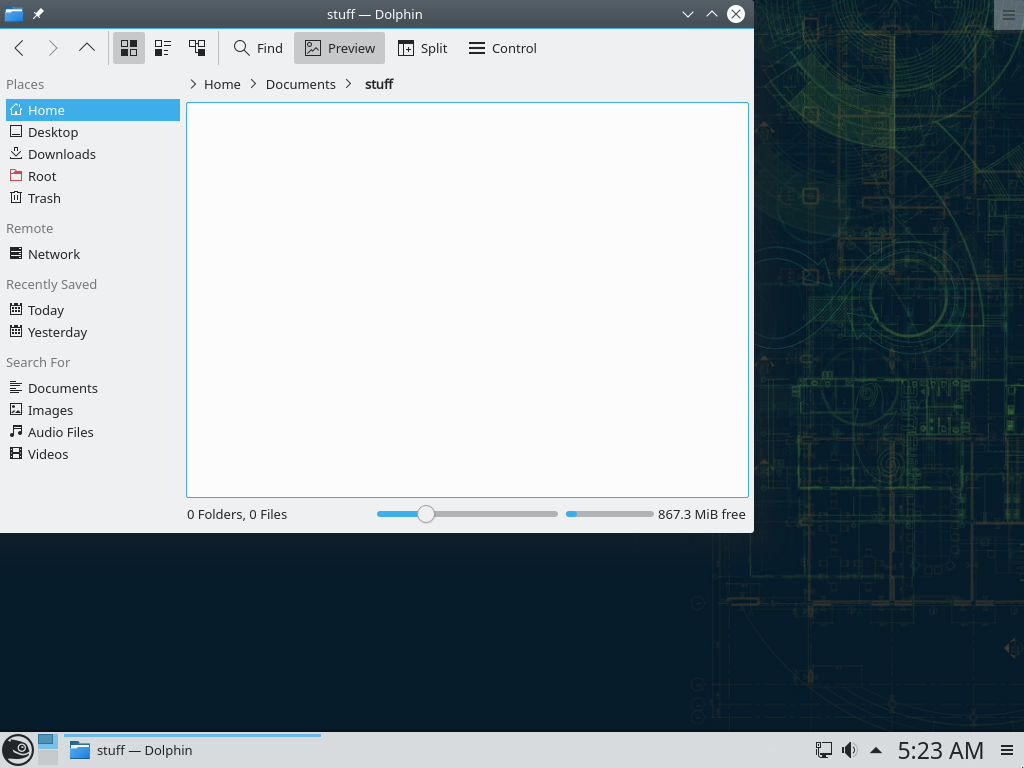 stuff — Dolphin
Find
Preview
Split
Control
Places
Home > Documents > stuff
Home
Desktop
Downloads
Root
Trash
Remote
Network
Recently Saved
Today
Yesterday
Search For
Documents
Images
Audio Files
Videos
0 Folders, 0 Files
867.3 MiB free
stuff — Dolphin
5:23 AM